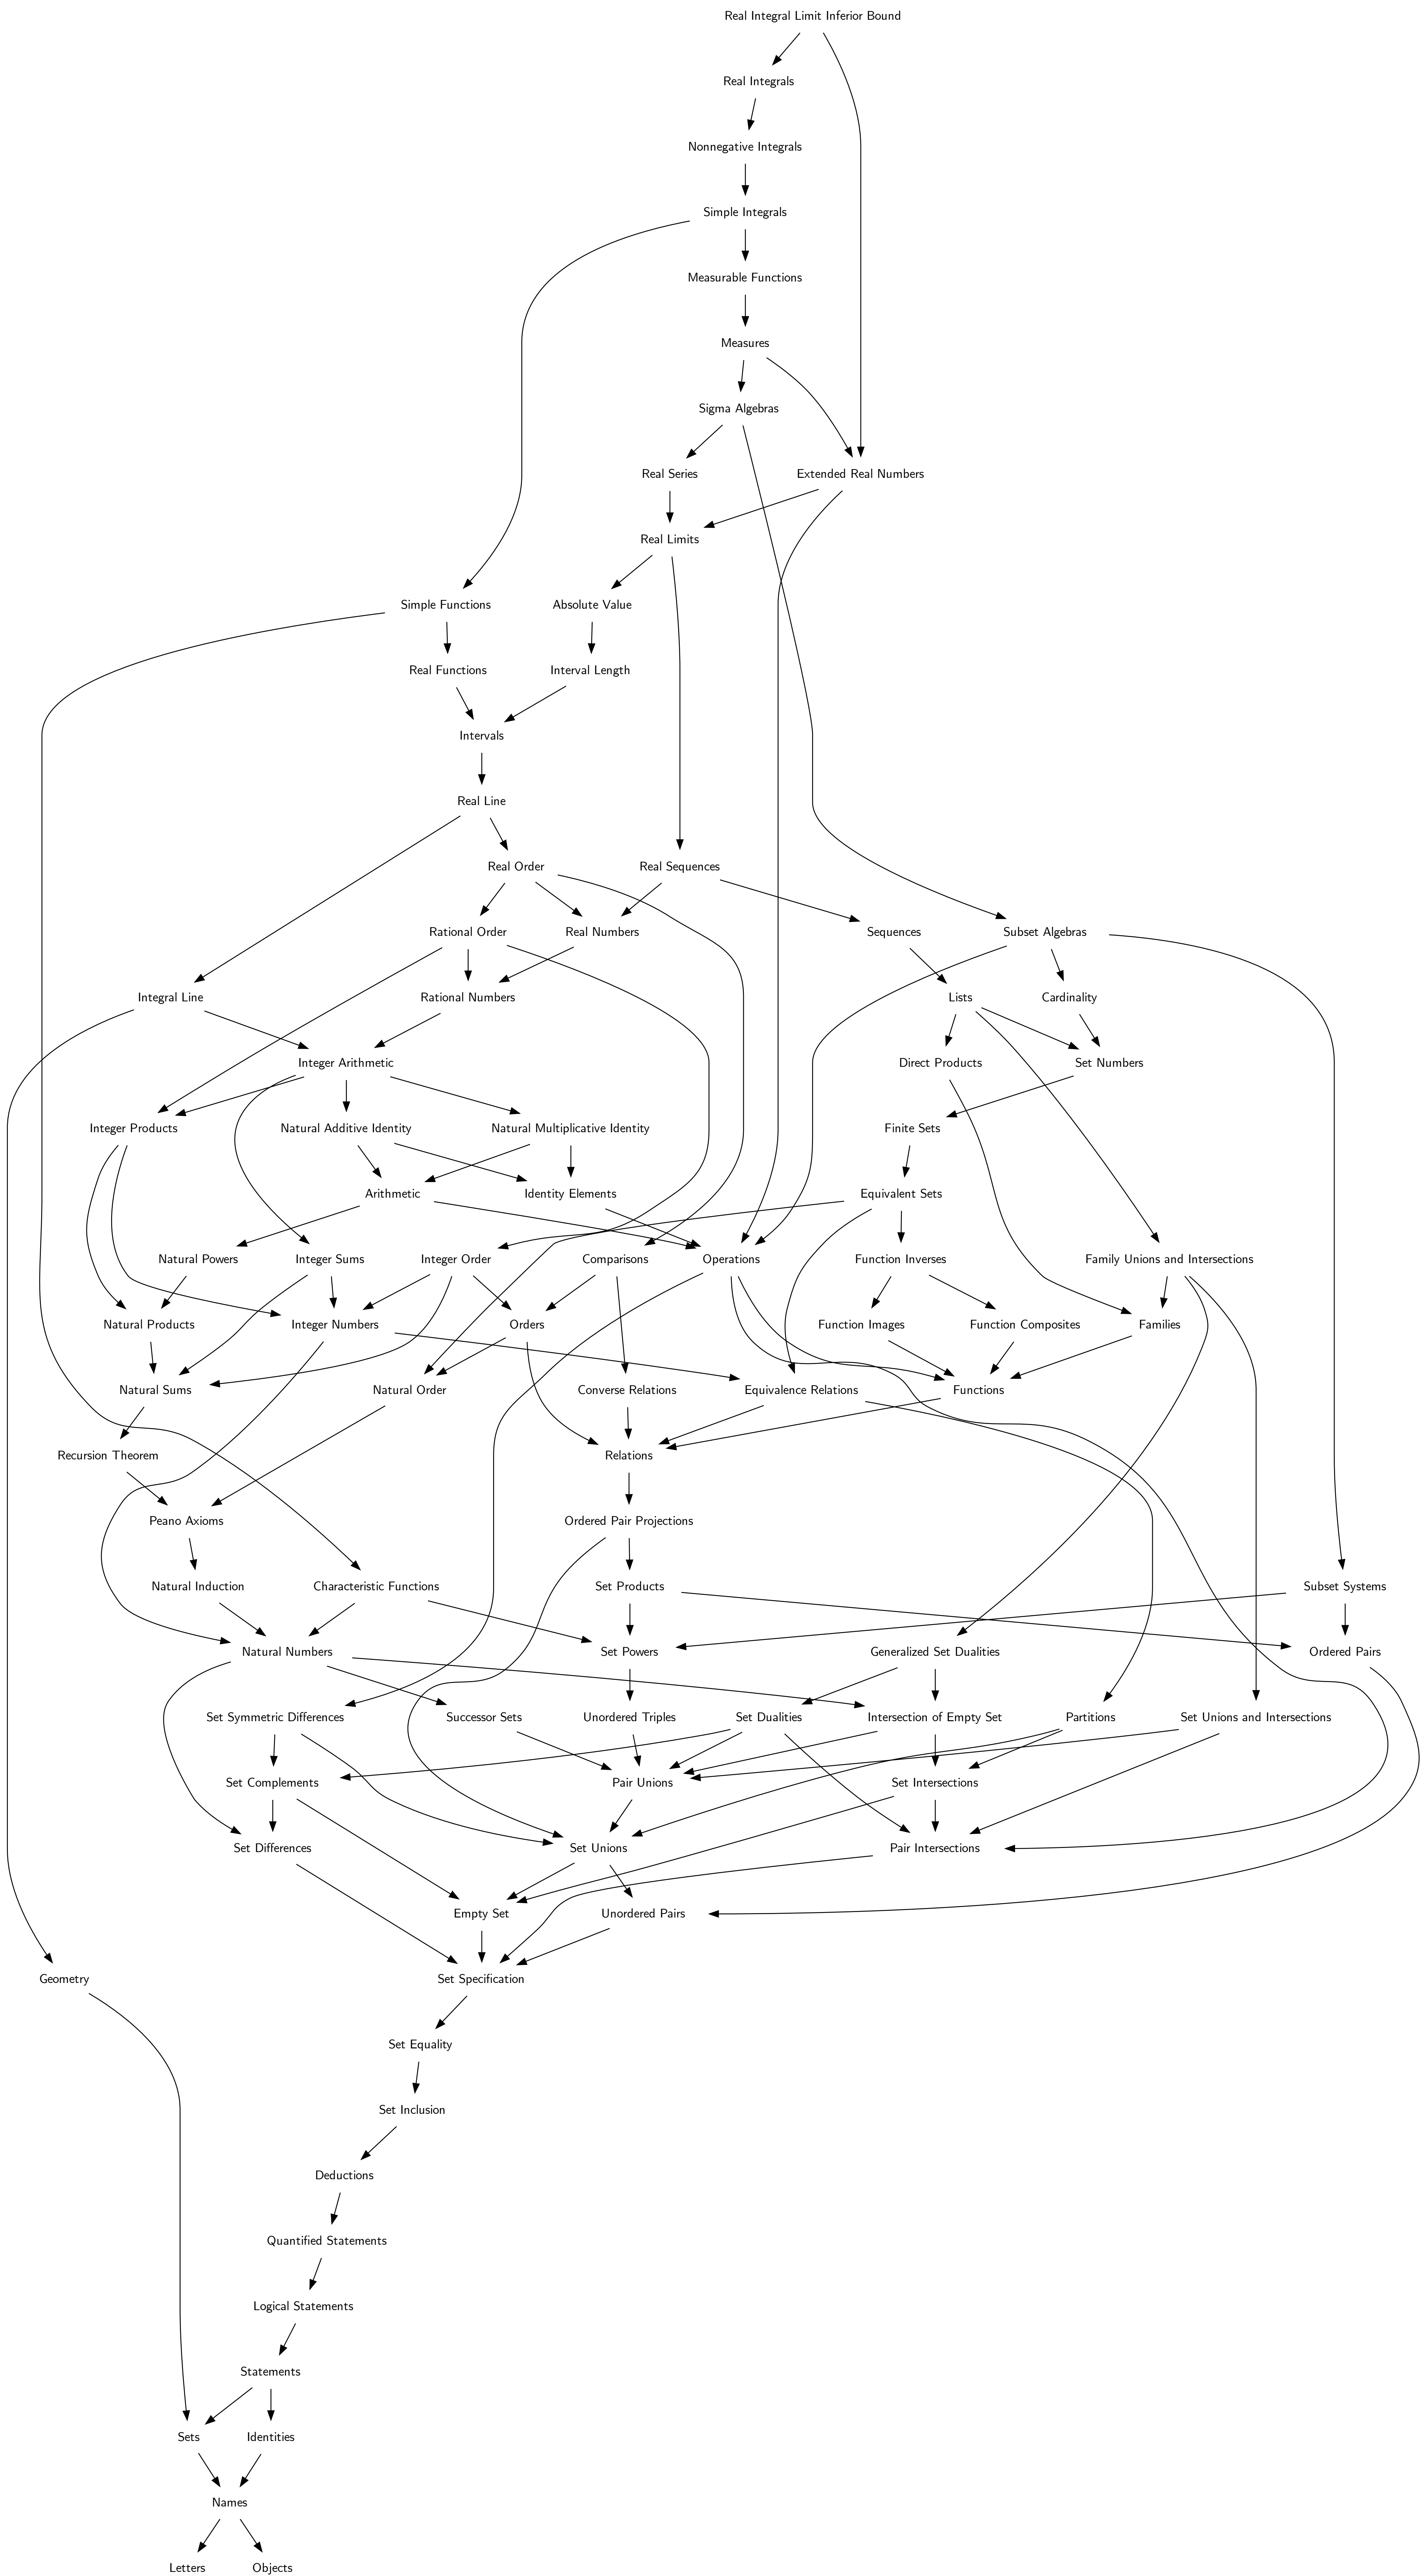 Real Integral Limit Inferior Bound
Real Integrals
Nonnegative Integrals
Simple Integrals
Measurable Functions
Measures
Sigma Algebras
Real Series
Extended Real Numbers
Real Limits
Simple Functions
Absolute Value
Real Functions
Interval Length
Intervals
Real Line
Real Order
Real Sequences
Rational Order
Real Numbers
Sequences
Subset Algebras
Integral Line
Rational Numbers
Lists
Cardinality
Integer Arithmetic
Direct Products
Set Numbers
Integer Products
Natural Additive Identity
Natural Multiplicative Identity
Finite Sets
Arithmetic
Identity Elements
Equivalent Sets
Natural Powers
Integer Sums
Integer Order
Comparisons
Operations
Function Inverses
Family Unions and Intersections
Natural Products
Integer Numbers
Orders
Function Images
Function Composites
Families
Natural Sums
Natural Order
Converse Relations
Equivalence Relations
Functions
Recursion Theorem
Relations
Peano Axioms
Ordered Pair Projections
Natural Induction
Characteristic Functions
Set Products
Subset Systems
Natural Numbers
Set Powers
Generalized Set Dualities
Ordered Pairs
Set Symmetric Differences
Successor Sets
Unordered Triples
Set Dualities
Intersection of Empty Set
Partitions
Set Unions and Intersections
Set Complements
Pair Unions
Set Intersections
Set Differences
Set Unions
Pair Intersections
Empty Set
Unordered Pairs
Geometry
Set Specification
Set Equality
Set Inclusion
Deductions
Quantified Statements
Logical Statements
Statements
Sets
Identities
Names
Letters
Objects